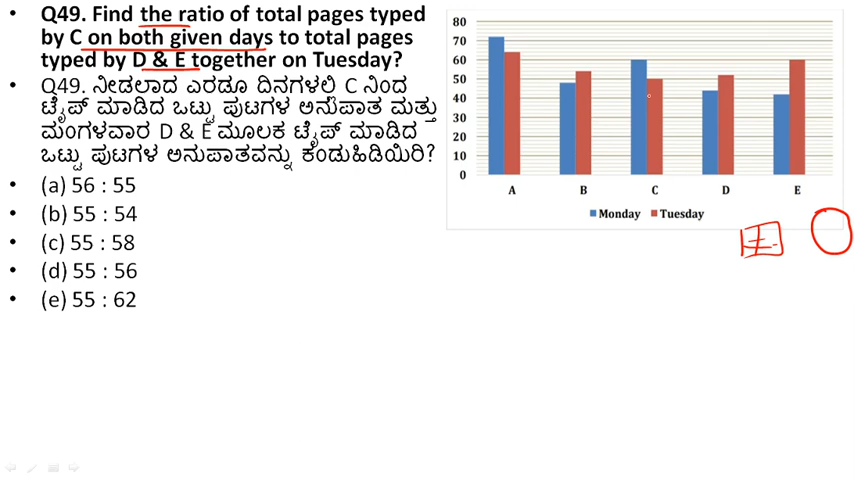 Q49. Find the ratio of total pages typed
by C on both given days to total pages
typed by D & E together on Tuesday?
Q49. ನೀಡಲಾದ ಎರಡೂ ದಿನಗಳಲ್ಲಿ C ನಿಂದ
ಟೈಪ್ ಮಾಡಿದ ಒಟ್ಟು ಪುಟಗಳ ಅನುಪಾತ ಮತ್ತು
ಮಂಗಳವಾರ D & E ಮೂಲಕ ಟೈಪ್ ಮಾಡಿದ
ಒಟ್ಟು ಪುಟಗಳ ಅನುಪಾತವನ್ನು ಕಂಡುಹಿಡಿಯಿರಿ?
(a) 56 : 55
(b) 55 : 54
(c) 55 : 58
(d) 55 : 56
(e) 55 : 62
80
70
60
50
40
30
20
10
0
A B C D E
Monday Tuesday